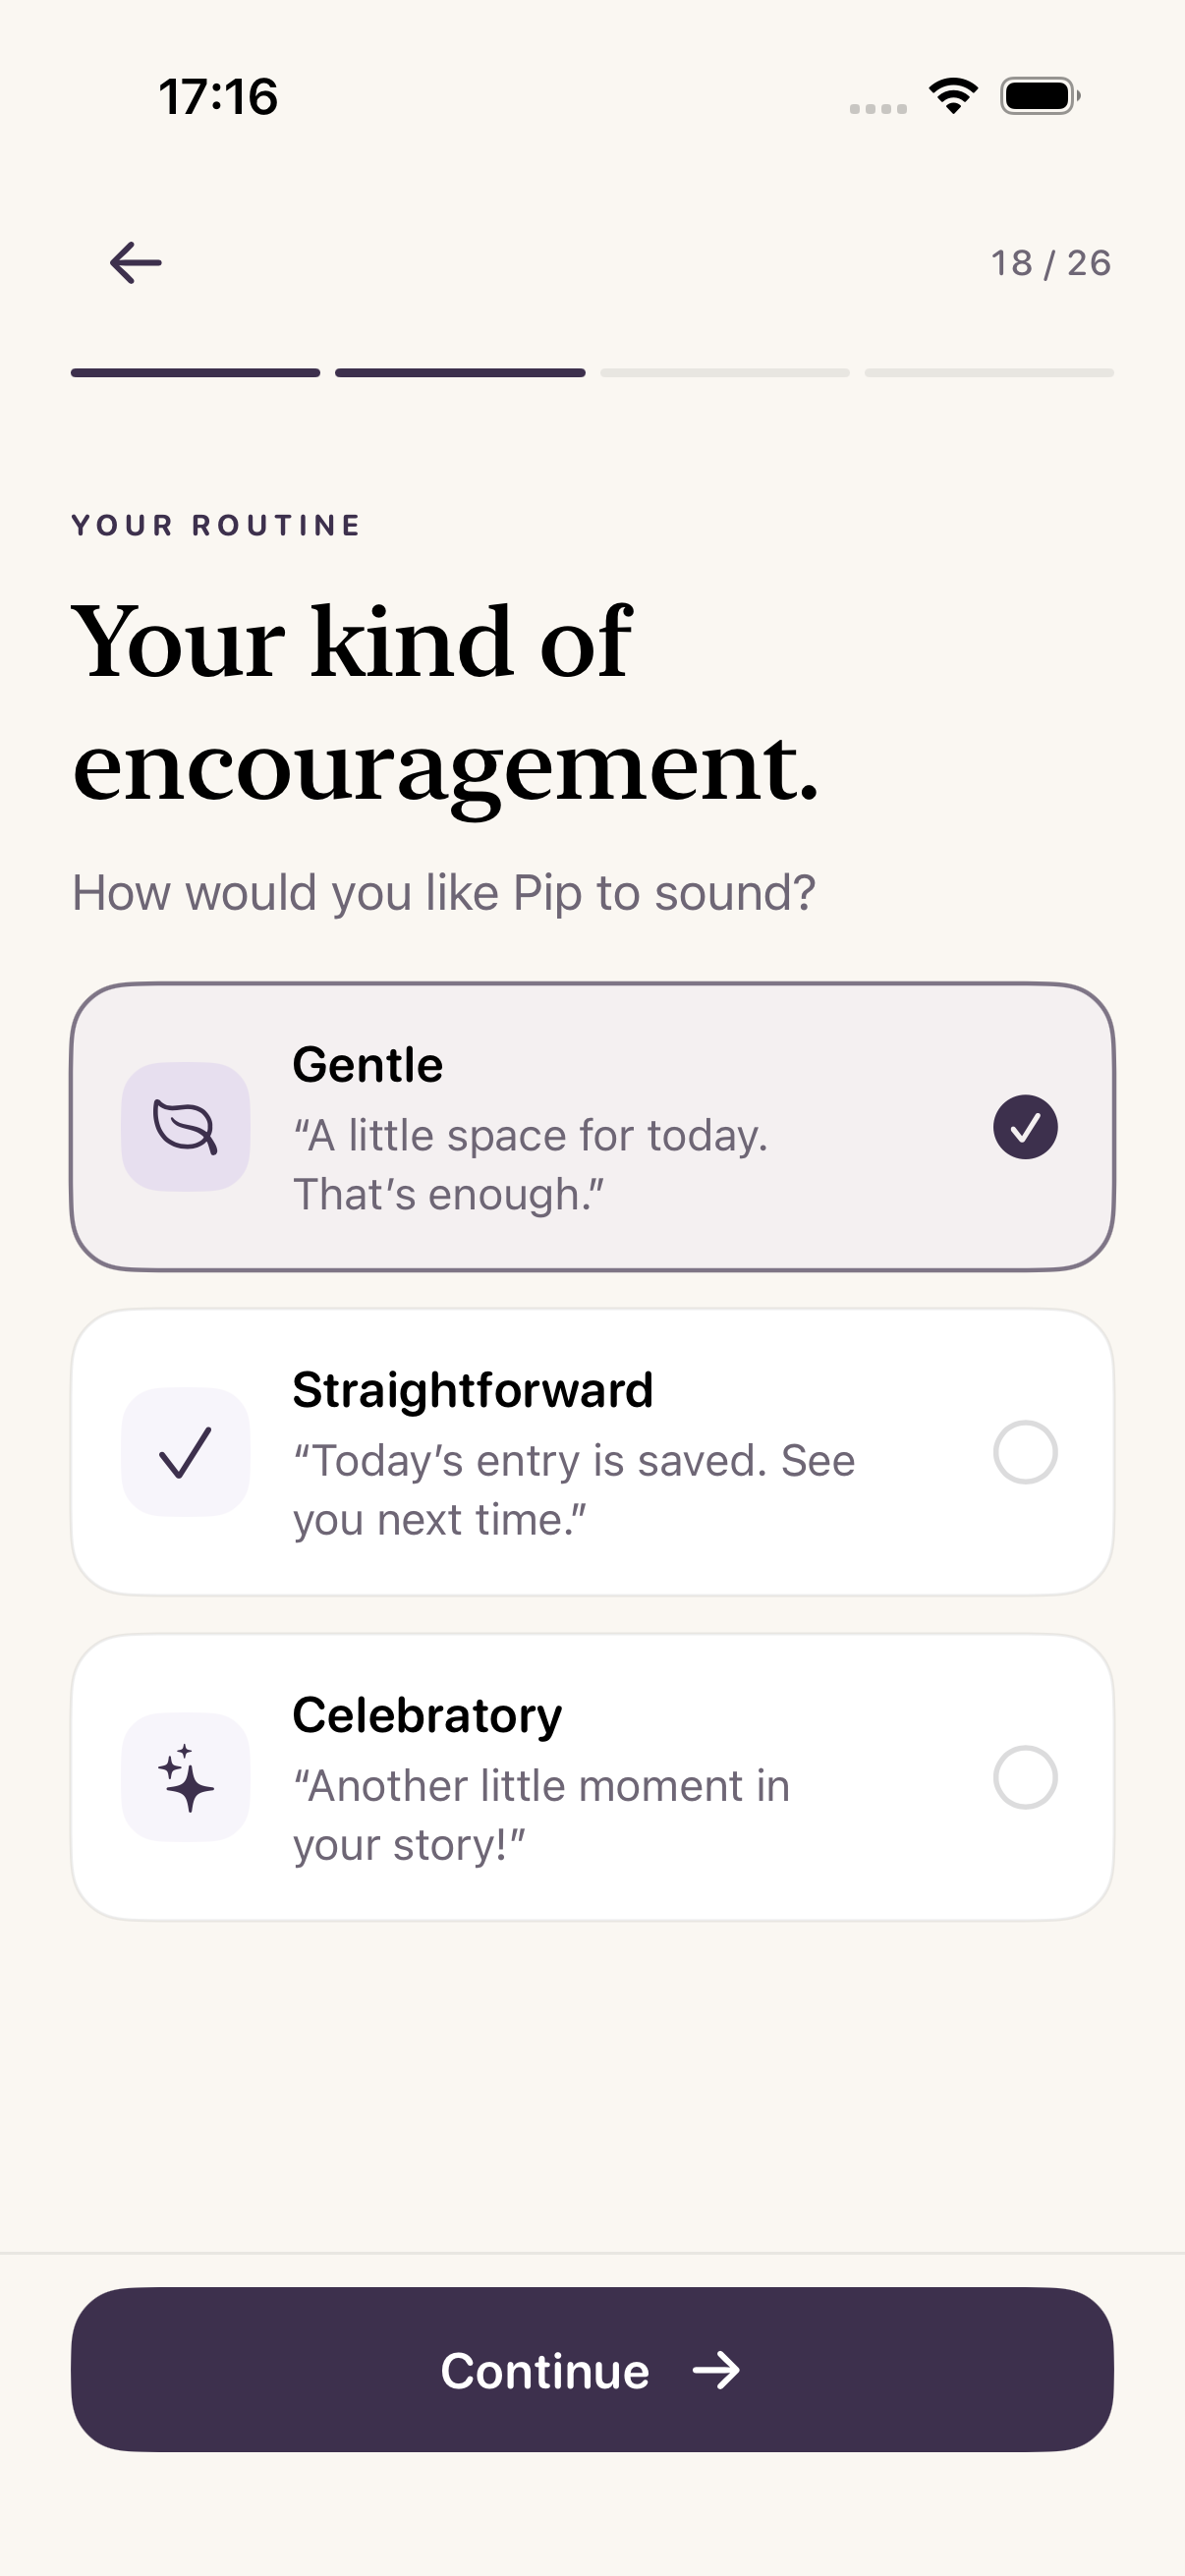 17:16
18 / 26
YOUR ROUTINE
Your kind of
encouragement.
How would you like Pip to sound?
Gentle
“A little space for today.
That’s enough.”
Straightforward
“Today’s entry is saved. See
you next time.”
Celebratory
“Another little moment in
your story!”
Continue